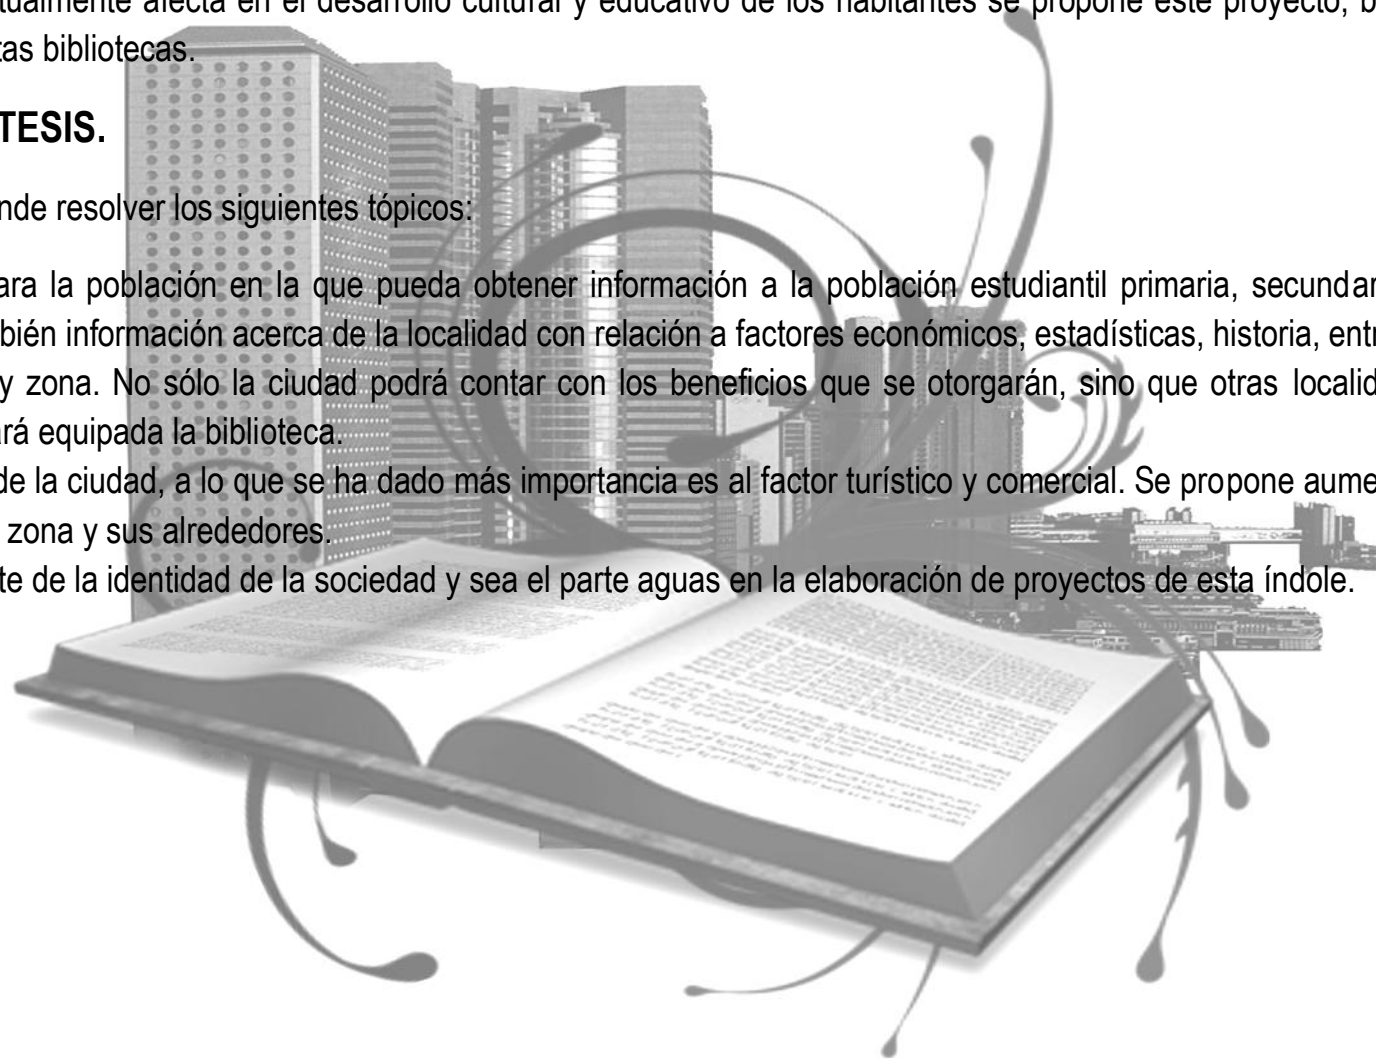 tualmente afecta en el desarrollo cultural y educativo de los habitantes se propone este proyecto, b
tas bibliotecas.
TESIS.
nde resolver los siguientes tópicos:
ara la población en la que pueda obtener información a la población estudiantil primaria, secundar
bién información acerca de la localidad con relación a factores económicos, estadísticas, historia, entr
y zona. No sólo la ciudad podrá contar con los beneficios que se otorgarán, sino que otras localid
ará equipada la biblioteca.
de la ciudad, a lo que se ha dado más importancia es al factor turístico y comercial. Se propone aume
zona y sus alrededores.
te de la identidad de la sociedad y sea el parte aguas en la elaboración de proyectos de esta índole.